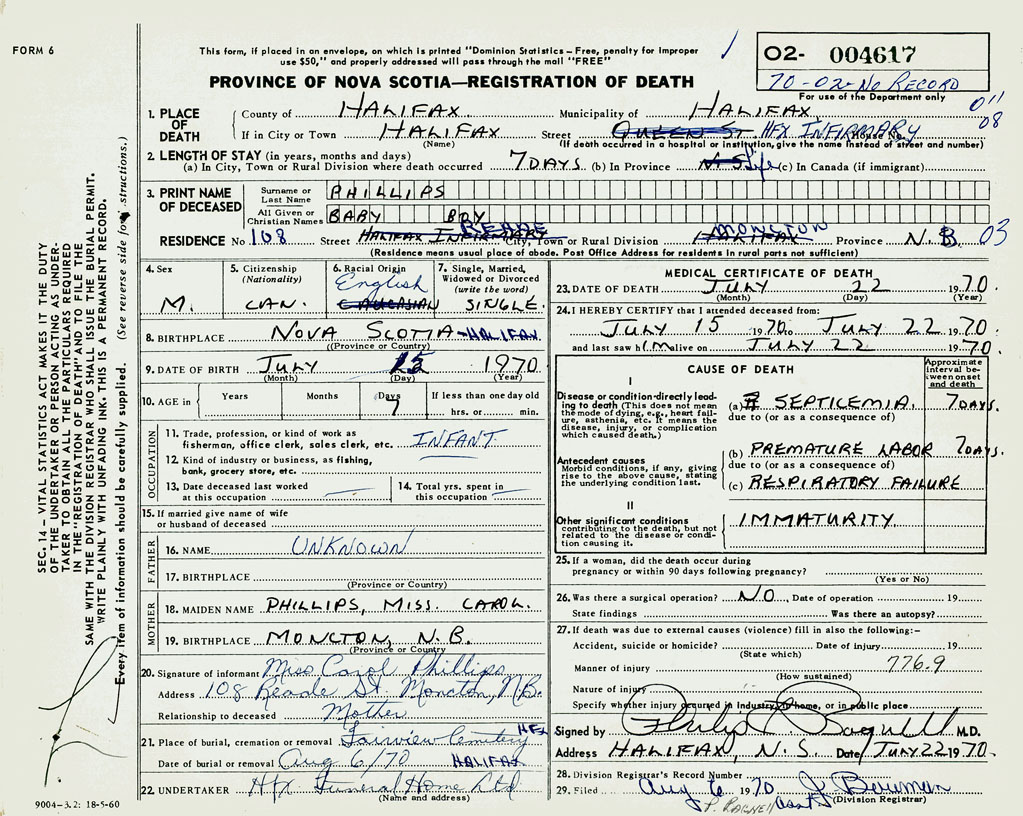 FORM 6
This form, if placed in an envelope, on which is printed "Dominion Statistics – Free, penalty for improper
use $50," and properly addressed will pass through the mail "FREE"
PROVINCE OF NOVA SCOTIA—REGISTRATION OF DEATH
O2- 004617
70-02-No RECORD
For use of the Department only
011
08
1. PLACE OF DEATH
County of HALIFAX Municipality of HALIFAX
If in City or Town HALIFAX Street QUEEN ST. HFX INFIRMARY House No.
(Name) (If death occurred in a hospital or institution, give the name instead of street and number)
2. LENGTH OF STAY (in years, months and days)
(a) In City, Town or Rural Division where death occurred 7 DAYS (b) In Province N.S. Life (c) In Canada (if immigrant)
3. PRINT NAME OF DECEASED
Surname or Last Name PHILLIPS
All Given or Christian Names BABY BOY
RESIDENCE No 108 Street HALIFAX INFIRMARY READE City, Town or Rural Division HALIFAX MONCTON Province N.B. 03
(Residence means usual place of abode. Post Office Address for residents in rural parts not sufficient)
4. Sex M.
5. Citizenship (Nationality) CAN.
6. Racial Origin English CAUCASIAN
7. Single, Married, Widowed or Divorced (write the word) SINGLE.
8. BIRTHPLACE NOVA SCOTIA-HALIFAX
(Province or Country)
9. DATE OF BIRTH JULY 15 1970
(Month) (Day) (Year)
10. AGE in Years Months Days 7 If less than one day old hrs. or min.
OCCUPATION
11. Trade, profession, or kind of work as fisherman, office clerk, sales clerk, etc. INFANT
12. Kind of industry or business, as fishing, bank, grocery store, etc.
13. Date deceased last worked at this occupation
14. Total yrs. spent in this occupation
15. If married give name of wife or husband of deceased
FATHER
16. NAME UNKNOWN
17. BIRTHPLACE
(Province or Country)
MOTHER
18. MAIDEN NAME PHILLIPS, MISS. CAROL.
19. BIRTHPLACE MONCTON, N.B.
(Province or Country)
20. Signature of informant Miss Carol Phillips
Address 108 Reade St. Moncton, N.B.
Relationship to deceased Mother
21. Place of burial, cremation or removal Fairview Cemetery HFX
Date of burial or removal Aug 6/70 HALIFAX
22. UNDERTAKER Hfx Funeral Home Ltd
(Name and address)
MEDICAL CERTIFICATE OF DEATH
23. DATE OF DEATH JULY 22 1970
(Month) (Day) (Year)
24. I HEREBY CERTIFY that I attended deceased from:
JULY 15 1970. to JULY 22 1970.
and last saw h IM alive on JULY 22 1970.
CAUSE OF DEATH
Approximate interval between onset and death
I
Disease or condition directly leading to death (This does not mean the mode of dying, e.g., heart failure, asthenia, etc. It means the disease, injury, or complication which caused death.)
(a) SEPTICEMIA. 7 DAYS.
due to (or as a consequence of)
Antecedent causes
Morbid conditions, if any, giving rise to the above cause, stating the underlying condition last.
(b) PREMATURE LABOR 7 DAYS.
due to (or as a consequence of)
(c) RESPIRATORY FAILURE
II
Other significant conditions contributing to the death, but not related to the disease or condition causing it.
IMMATURITY.
25. If a woman, did the death occur during pregnancy or within 90 days following pregnancy?
(Yes or No)
26. Was there a surgical operation? NO Date of operation 19
State findings Was there an autopsy?
27. If death was due to external causes (violence) fill in also the following:–
Accident, suicide or homicide? Date of injury 19
(State which)
776.9
Manner of injury
(How sustained)
Nature of injury
Specify whether injury occurred in industry, home, or in public place
Signed by M.D.
Address HALIFAX, N.S. Date JULY 22 1970.
28. Division Registrar's Record Number
29. Filed Aug 6 1970 J. Bowman
(Division Registrar)
SEC. 14 – VITAL STATISTICS ACT MAKES IT THE DUTY
OF THE UNDERTAKER OR PERSON ACTING AS UNDER-
TAKER TO OBTAIN ALL THE PARTICULARS REQUIRED
IN THE "REGISTRATION OF DEATH" AND TO FILE THE
SAME WITH THE DIVISION REGISTRAR WHO SHALL ISSUE THE BURIAL PERMIT.
WRITE PLAINLY WITH UNFADING INK. THIS IS A PERMANENT RECORD.
Every item of information should be carefully supplied. (See reverse side for structions.)
9004-3.2: 18-5-60